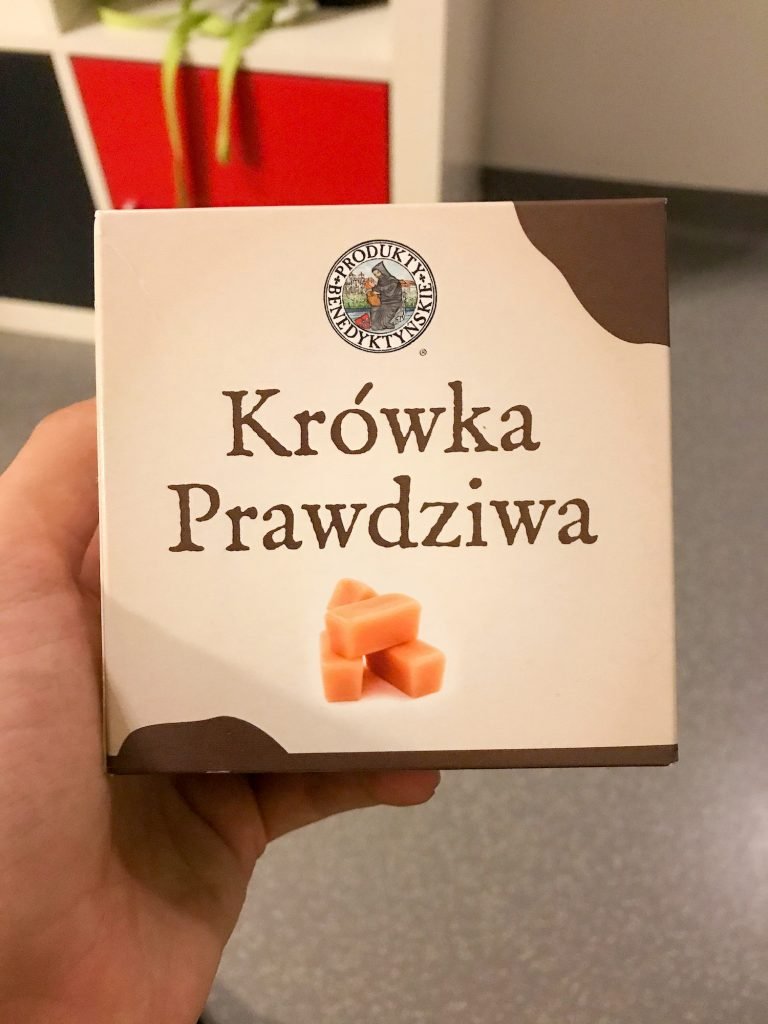 PRODUKTY
BENEDYKTYŃSKIE
®
Krówka
Prawdziwa